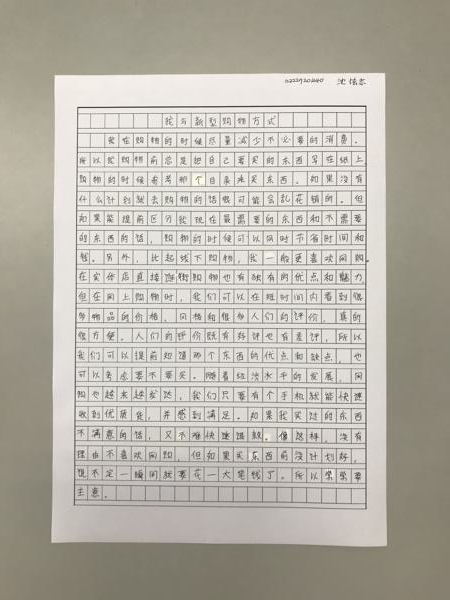 沈
我与新型购物方式
我在购物的时候尽量减少不必要的消费。
所以我购物前总是把自己要买的东西写在纸上，
购物的时候看着那个目录来买东西。如果没有
什么计划就去购物的话很可能会乱花钱的。但
如果能提前区分我现在最需要的东西和不需要
的东西的话，购物的时候可以同时节省时间和
钱。另外，比起线下购物，我一般更喜欢网购。
在实体店直接购物也有独有的优点和魅力，
但在网上购物时，我们可以在短时间内看到很
多物品的价格、风格和很多人们的评价，真的
很方便。人们的评价既有好评也有差评，所以
我们可以提前知道那个东西的优点和缺点，也
可以考虑要不要买。随着经济水平的发展，网
购也越来越发达，我们只要有个手机就能快速
收到优质品，并感到满足。如果我买过的东西
不满意的话，又不难快速退款。像这样，没有
理由不喜欢网购，但如果买东西前没计划好，
说不定一瞬间就要花一大笔钱了。所以常常要
注意。